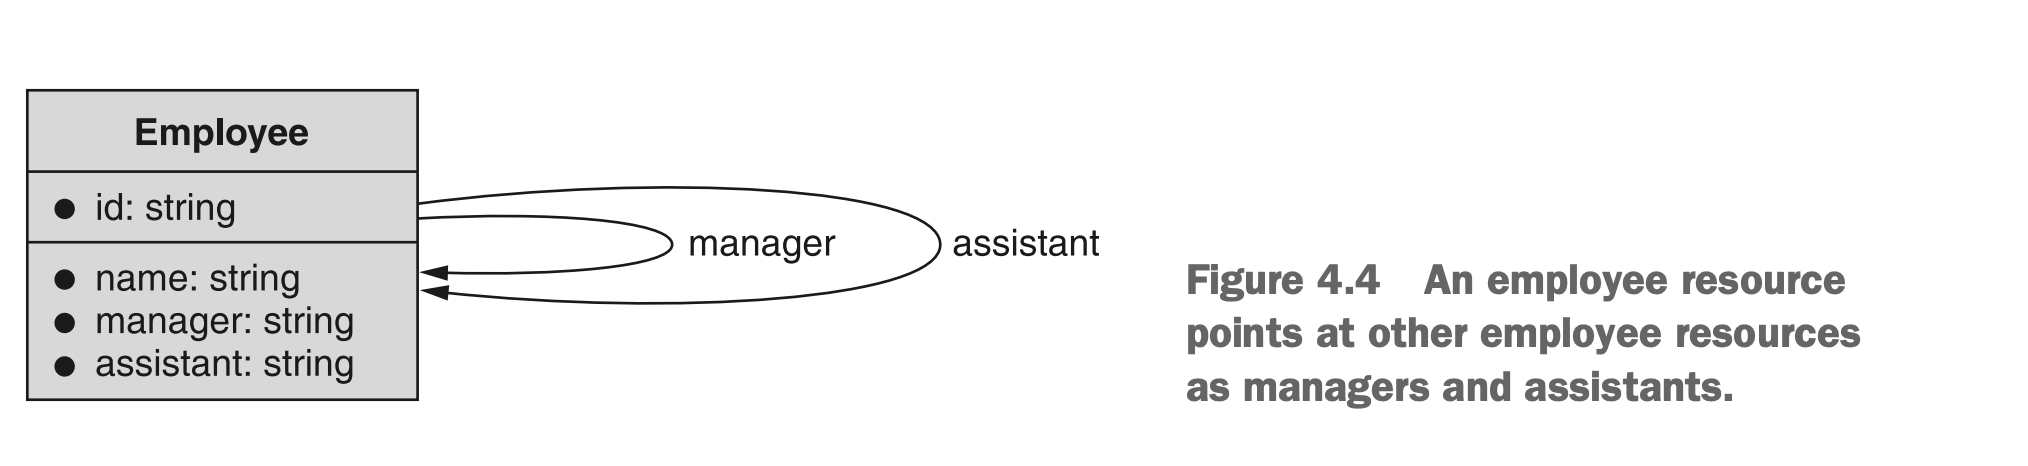 Employee
● id: string
● name: string
● manager: string
● assistant: string
manager
assistant
Figure 4.4 An employee resource
points at other employee resources
as managers and assistants.